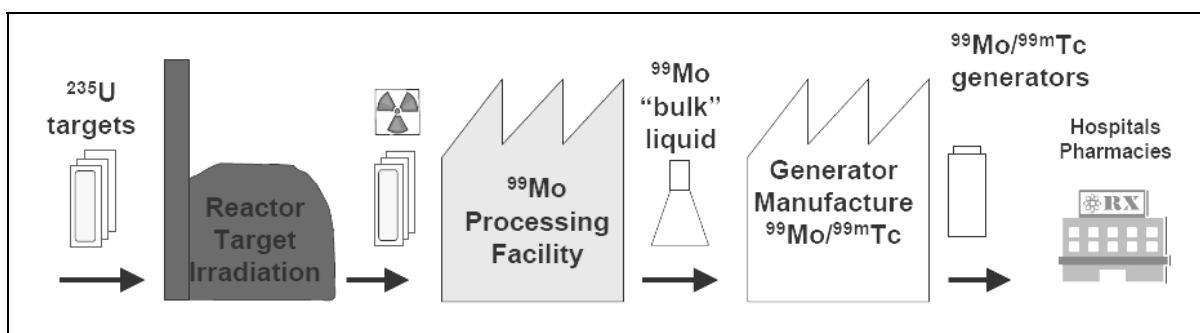 ²³⁵U
targets
Reactor
Target
Irradiation
⁹⁹Mo
Processing
Facility
⁹⁹Mo
“bulk”
liquid
Generator
Manufacture
⁹⁹Mo/⁹⁹ᵐTc
⁹⁹Mo/⁹⁹ᵐTc
generators
Hospitals
Pharmacies
RX